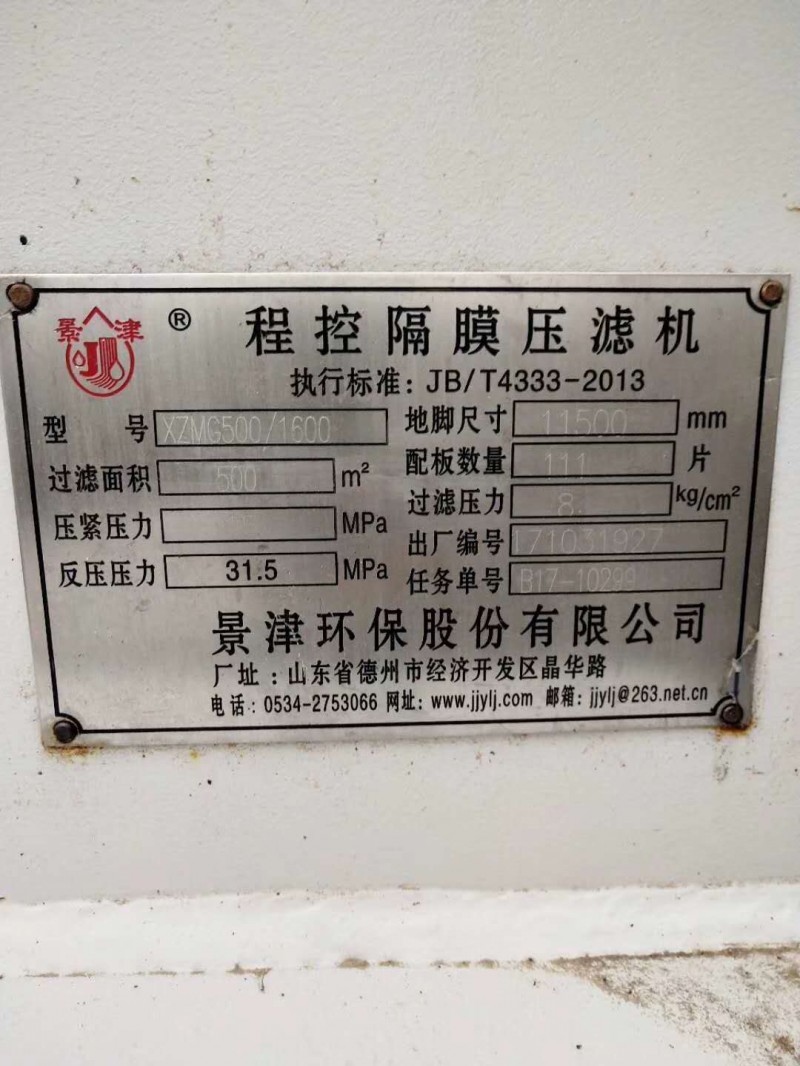 景津 ® 程控隔膜压滤机
执行标准：JB/T4333-2013
型 号 XZMG500/1600 地脚尺寸 11500 mm
过滤面积 500 m² 配板数量 111 片
压紧压力 MPa 过滤压力 8. kg/cm²
反压压力 31.5 MPa 出厂编号 171031927
任务单号 B17-10299
景津环保股份有限公司
厂址：山东省德州市经济开发区晶华路
电话：0534-2753066 网址：www.jjylj.com 邮箱：jjylj@263.net.cn